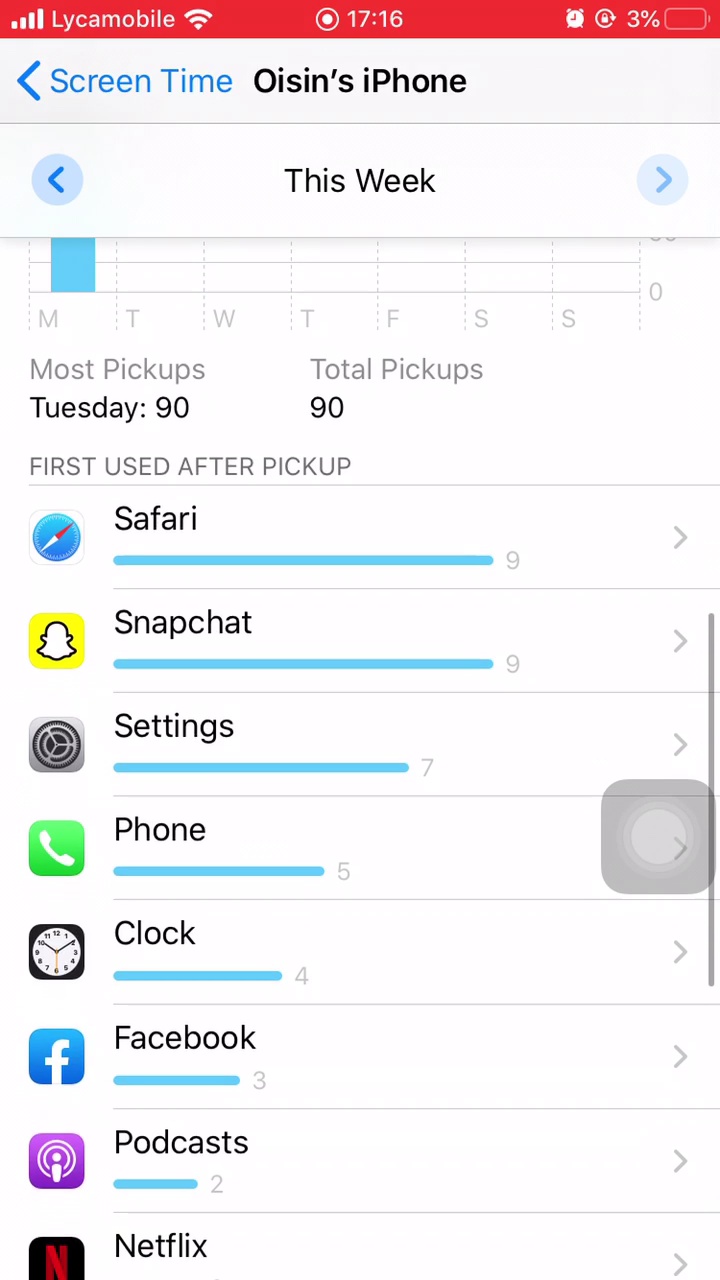 Lycamobile 17:16 3%
Screen Time Oisin's iPhone
This Week
0
M T W T F S S
Most Pickups Total Pickups
Tuesday: 90 90
FIRST USED AFTER PICKUP
Safari
9
Snapchat
9
Settings
7
Phone
5
Clock
4
Facebook
3
Podcasts
2
Netflix